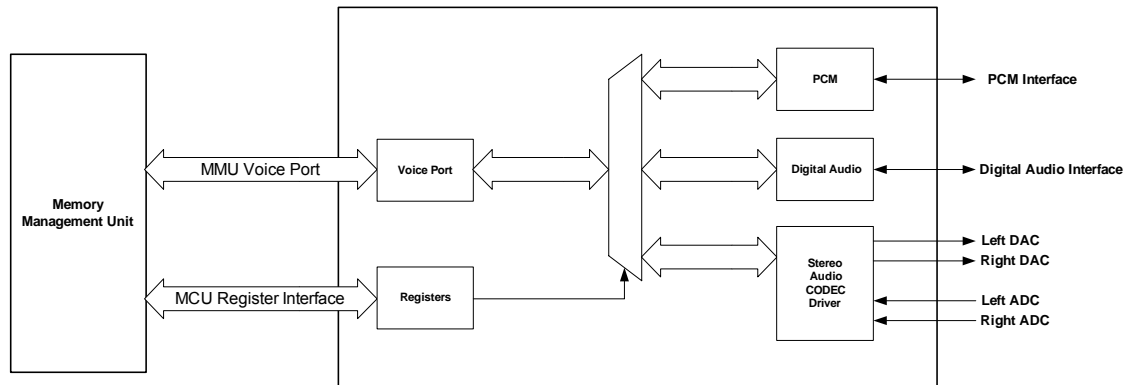 Memory
Management Unit
MMU Voice Port
MCU Register Interface
Voice Port
Registers
PCM
Digital Audio
Stereo
Audio
CODEC
Driver
PCM Interface
Digital Audio Interface
Left DAC
Right DAC
Left ADC
Right ADC